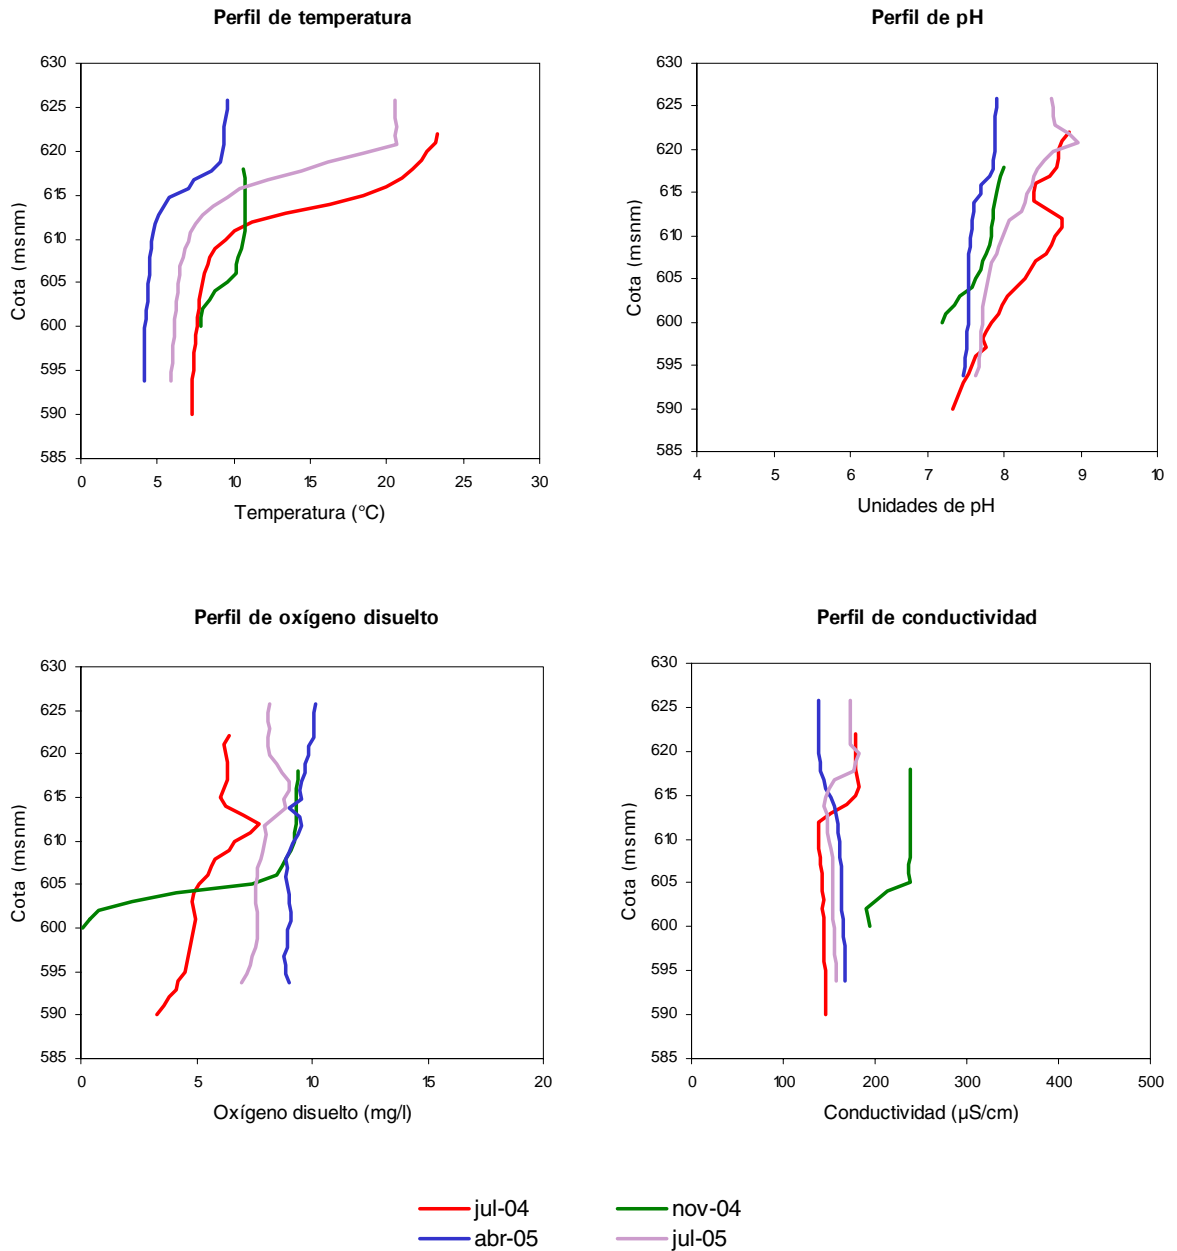 Perfil de temperatura
630
625
620
615
610
605
600
595
590
585
Cota (msnm)
0 5 10 15 20 25 30
Temperatura (°C)
Perfil de pH
630
625
620
615
610
605
600
595
590
585
Cota (msnm)
4 5 6 7 8 9 10
Unidades de pH
Perfil de oxígeno disuelto
630
625
620
615
610
605
600
595
590
585
Cota (msnm)
0 5 10 15 20
Oxígeno disuelto (mg/l)
Perfil de conductividad
630
625
620
615
610
605
600
595
590
585
Cota (msnm)
0 100 200 300 400 500
Conductividad (µS/cm)
jul-04 nov-04
abr-05 jul-05